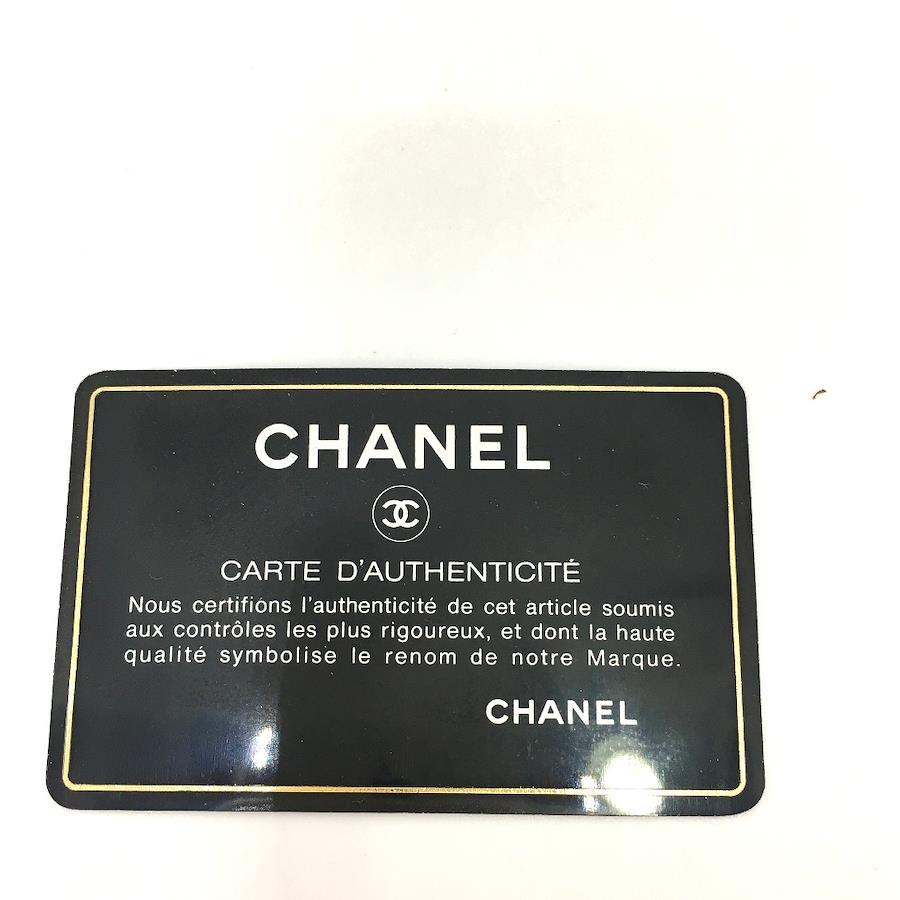 CHANEL
CARTE D'AUTHENTICITÉ
Nous certifions l'authenticité de cet article soumis
aux contrôles les plus rigoureux, et dont la haute
qualité symbolise le renom de notre Marque.
CHANEL